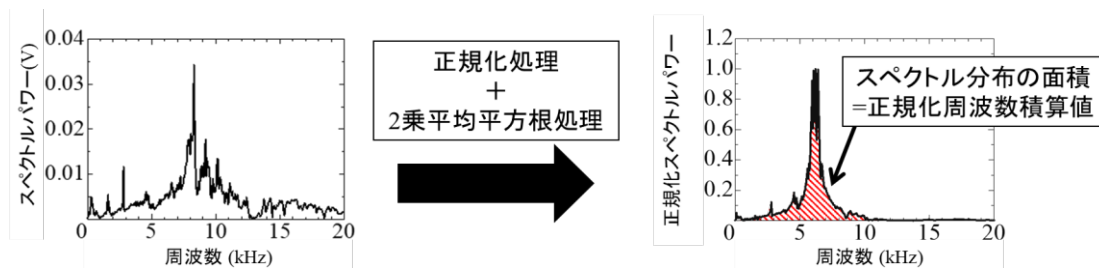 スペクトルパワー(V)
0.04
0.03
0.02
0.01
0
5
10
15
20
周波数 (kHz)
正規化処理
＋
2乗平均平方根処理
正規化スペクトルパワー
1.2
1.0
0.8
0.6
0.4
0.2
0
5
10
15
20
周波数 (kHz)
スペクトル分布の面積
=正規化周波数積算値